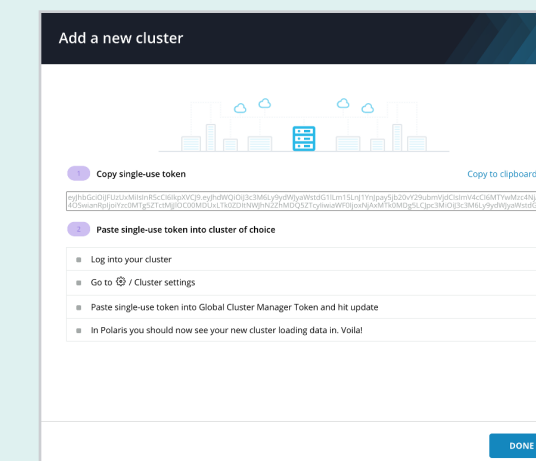 Add a new cluster
1 Copy single-use token Copy to clipboard
2 Paste single-use token into cluster of choice
Log into your cluster
Go to / Cluster settings
Paste single-use token into Global Cluster Manager Token and hit update
In Polaris you should now see your new cluster loading data in. Voila!
DONE